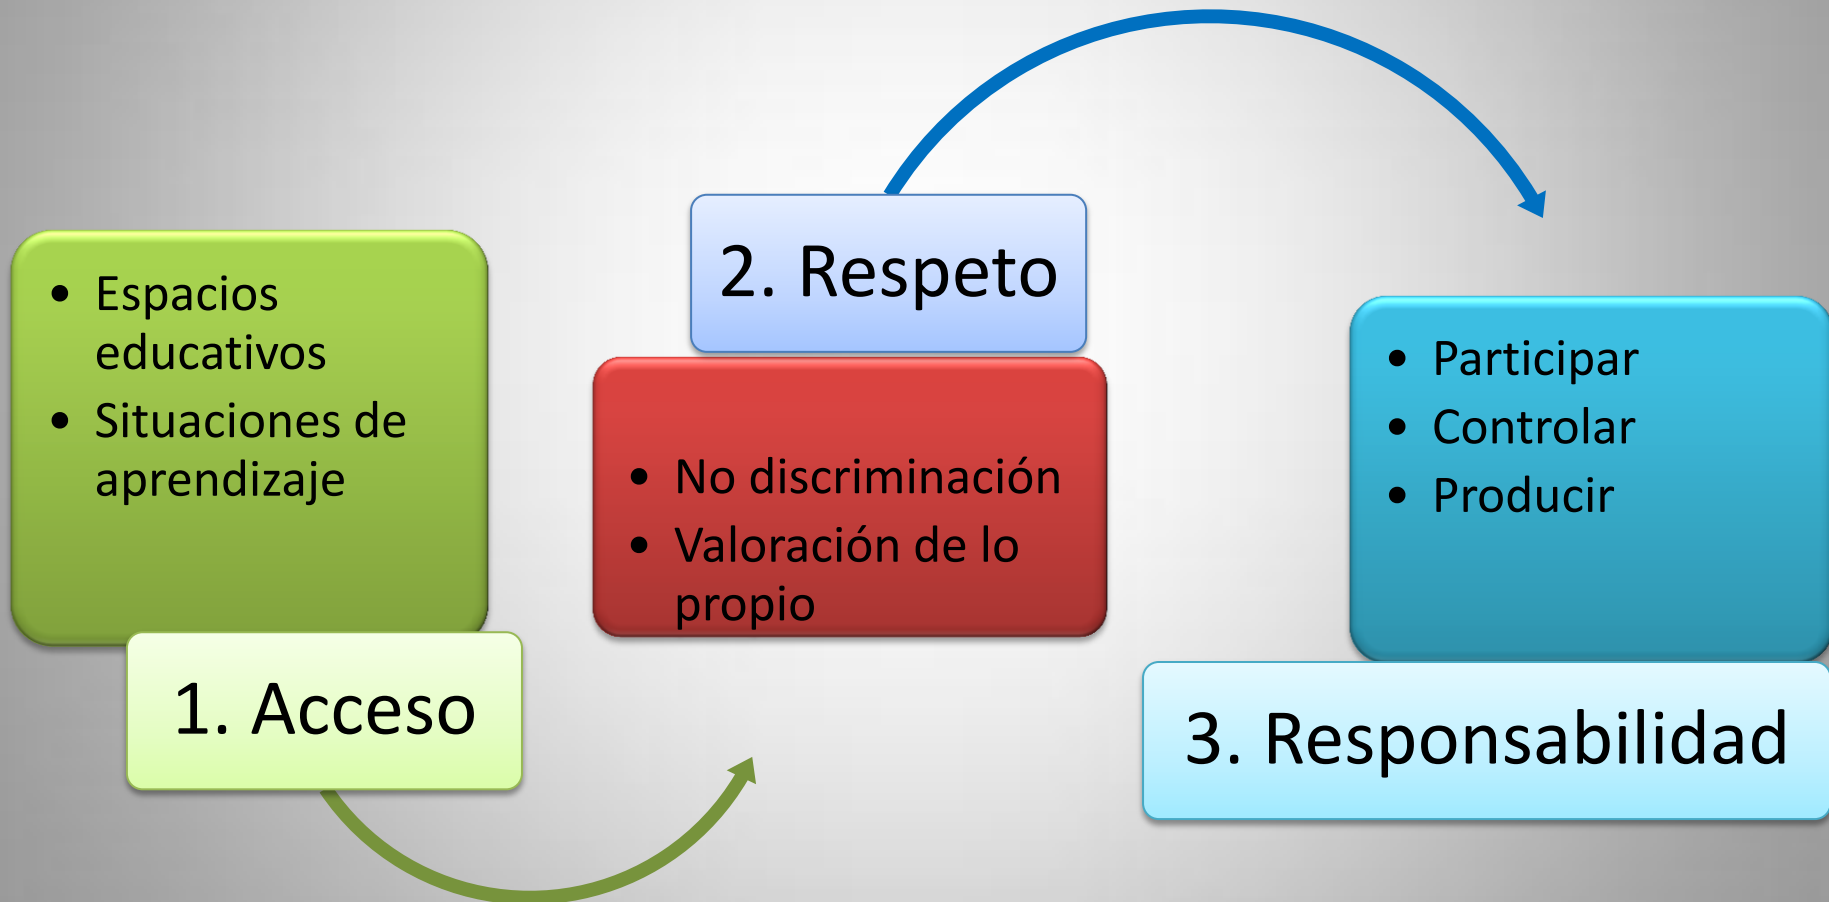 • Espacios
educativos
• Situaciones de
aprendizaje
1. Acceso
2. Respeto
• No discriminación
• Valoración de lo
propio
• Participar
• Controlar
• Producir
3. Responsabilidad